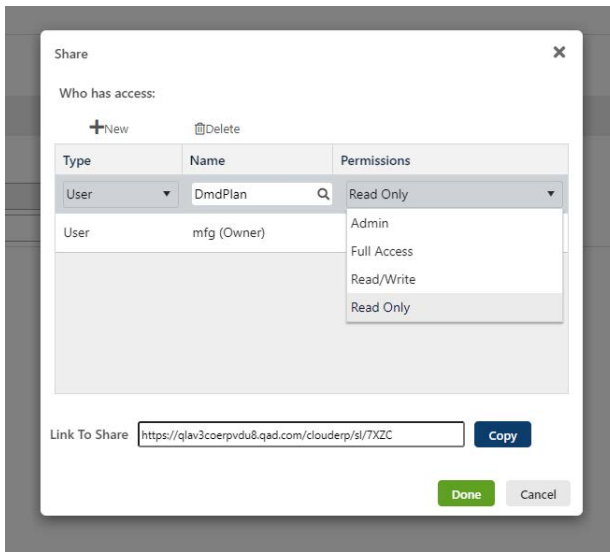 Share
Who has access:
New Delete
Type Name Permissions
User DmdPlan Read Only
Admin
User mfg (Owner)
Full Access
Read/Write
Read Only
Link To Share https://qlav3coerpvdu8.qad.com/clouderp/sl/7XZC Copy
Done Cancel